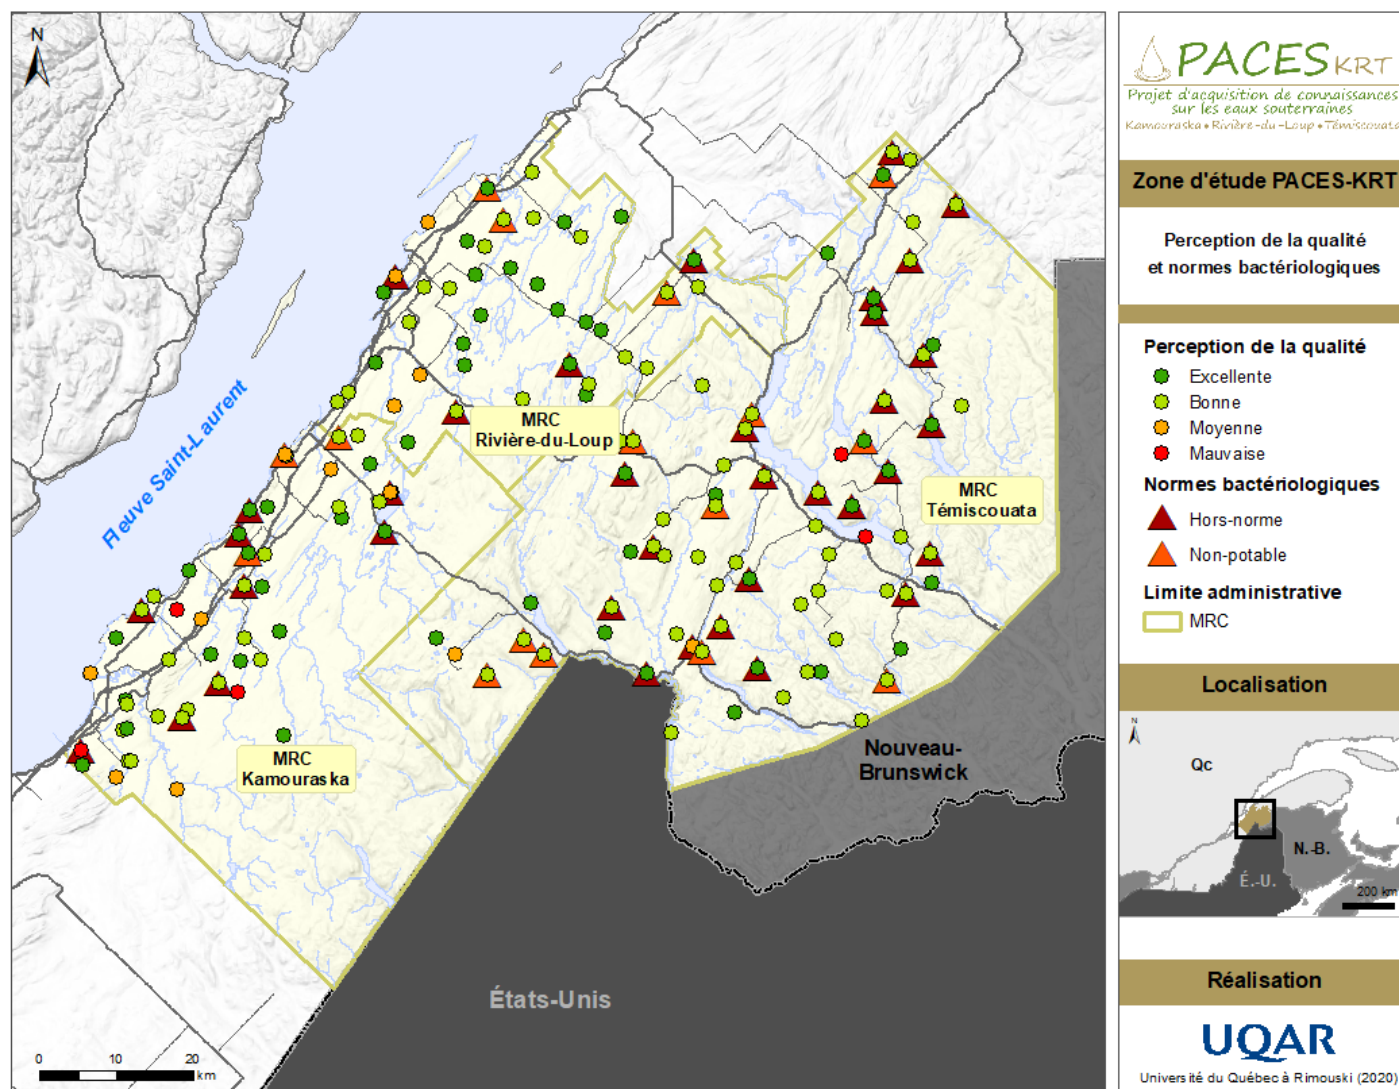 N
Fleuve Saint-Laurent
MRC
Rivière-du-Loup
MRC
Témiscouata
MRC
Kamouraska
Nouveau-
Brunswick
États-Unis
0 10 20
km
PACES KRT
Projet d'acquisition de connaissances
sur les eaux souterraines
Kamouraska • Rivière-du-Loup • Témiscouata
Zone d'étude PACES-KRT
Perception de la qualité
et normes bactériologiques
Perception de la qualité
Excellente
Bonne
Moyenne
Mauvaise
Normes bactériologiques
Hors-norme
Non-potable
Limite administrative
MRC
Localisation
N
Qc
N.-B.
É.-U.
200 km
Réalisation
UQAR
Université du Québec à Rimouski (2020)